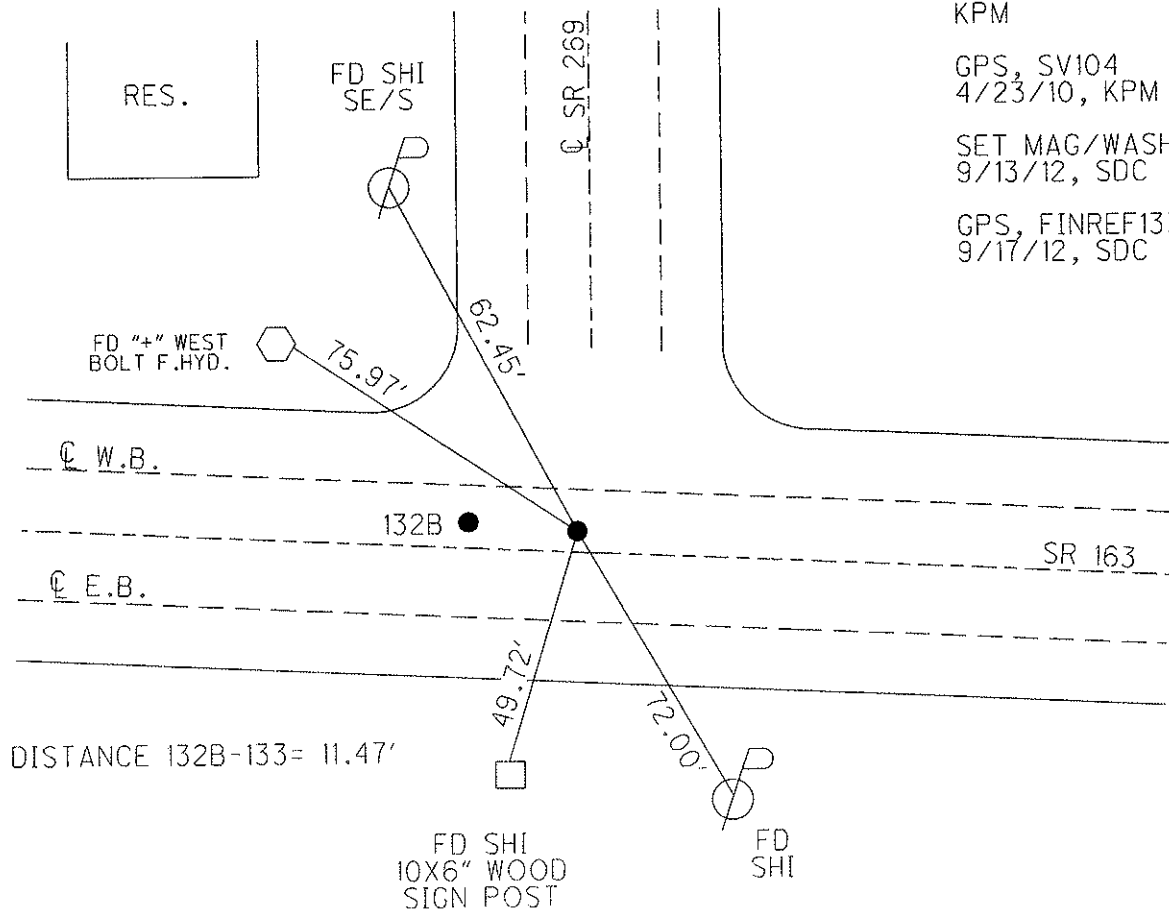 KPM
GPS, SV104
4/23/10, KPM
SET MAG/WASH
9/13/12, SDC
GPS, FINREF13
9/17/12, SDC
RES.
FD SHI
SE/S
℄ SR 269
62.45'
FD "+" WEST
BOLT F.HYD.
75.97'
℄ W.B.
132B
SR 163
℄ E.B.
49.72'
72.00'
DISTANCE 132B-133= 11.47'
FD SHI
10X6" WOOD
SIGN POST
FD
SHI